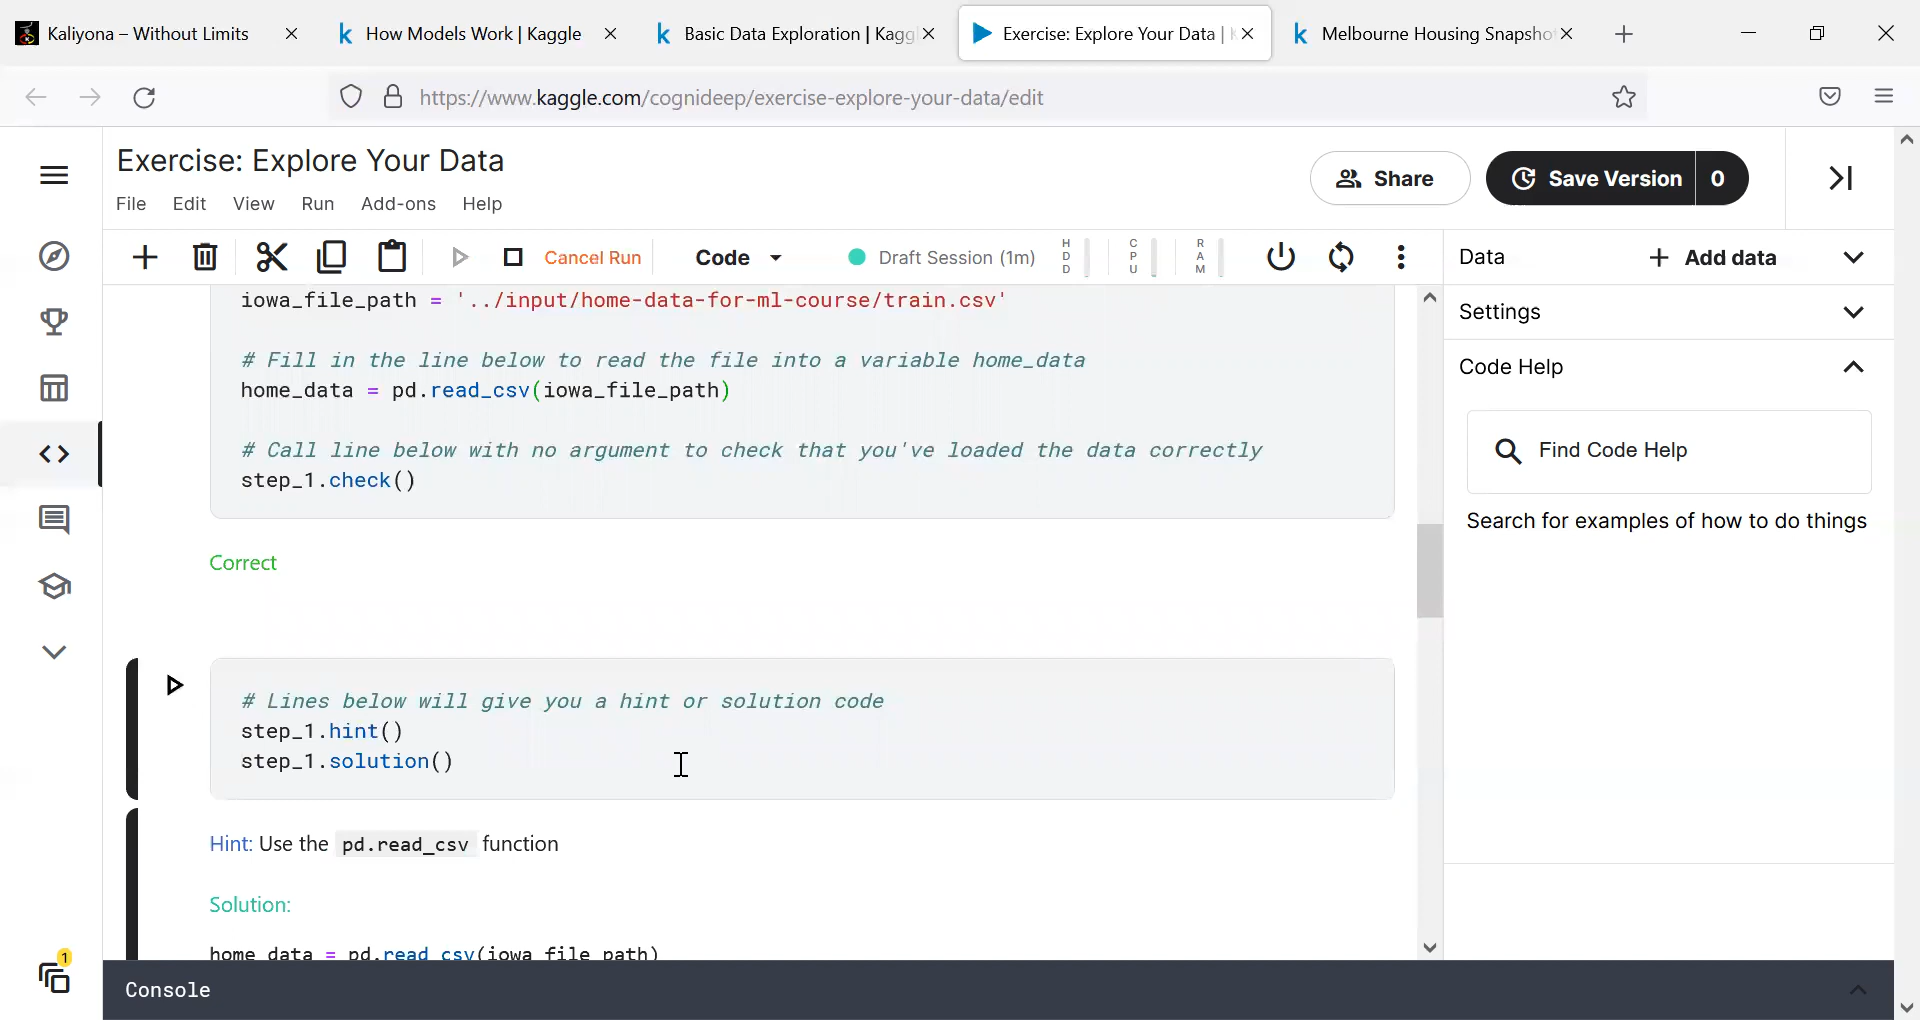 Kaliyona – Without Limits
How Models Work | Kaggle
Basic Data Exploration | Kaggl
Exercise: Explore Your Data |
Melbourne Housing Snapsho
https://www.kaggle.com/cognideep/exercise-explore-your-data/edit
Exercise: Explore Your Data
Share
Save Version 0
File Edit View Run Add-ons Help
Cancel Run Code Draft Session (1m) HDD CPU RAM
Data + Add data
Settings
Code Help
Find Code Help
Search for examples of how to do things
iowa_file_path = '../input/home-data-for-ml-course/train.csv'
# Fill in the line below to read the file into a variable home_data
home_data = pd.read_csv(iowa_file_path)
# Call line below with no argument to check that you've loaded the data correctly
step_1.check()
Correct
# Lines below will give you a hint or solution code
step_1.hint()
step_1.solution()
Hint: Use the pd.read_csv function
Solution:
home_data = pd.read_csv(iowa_file_path)
1
Console